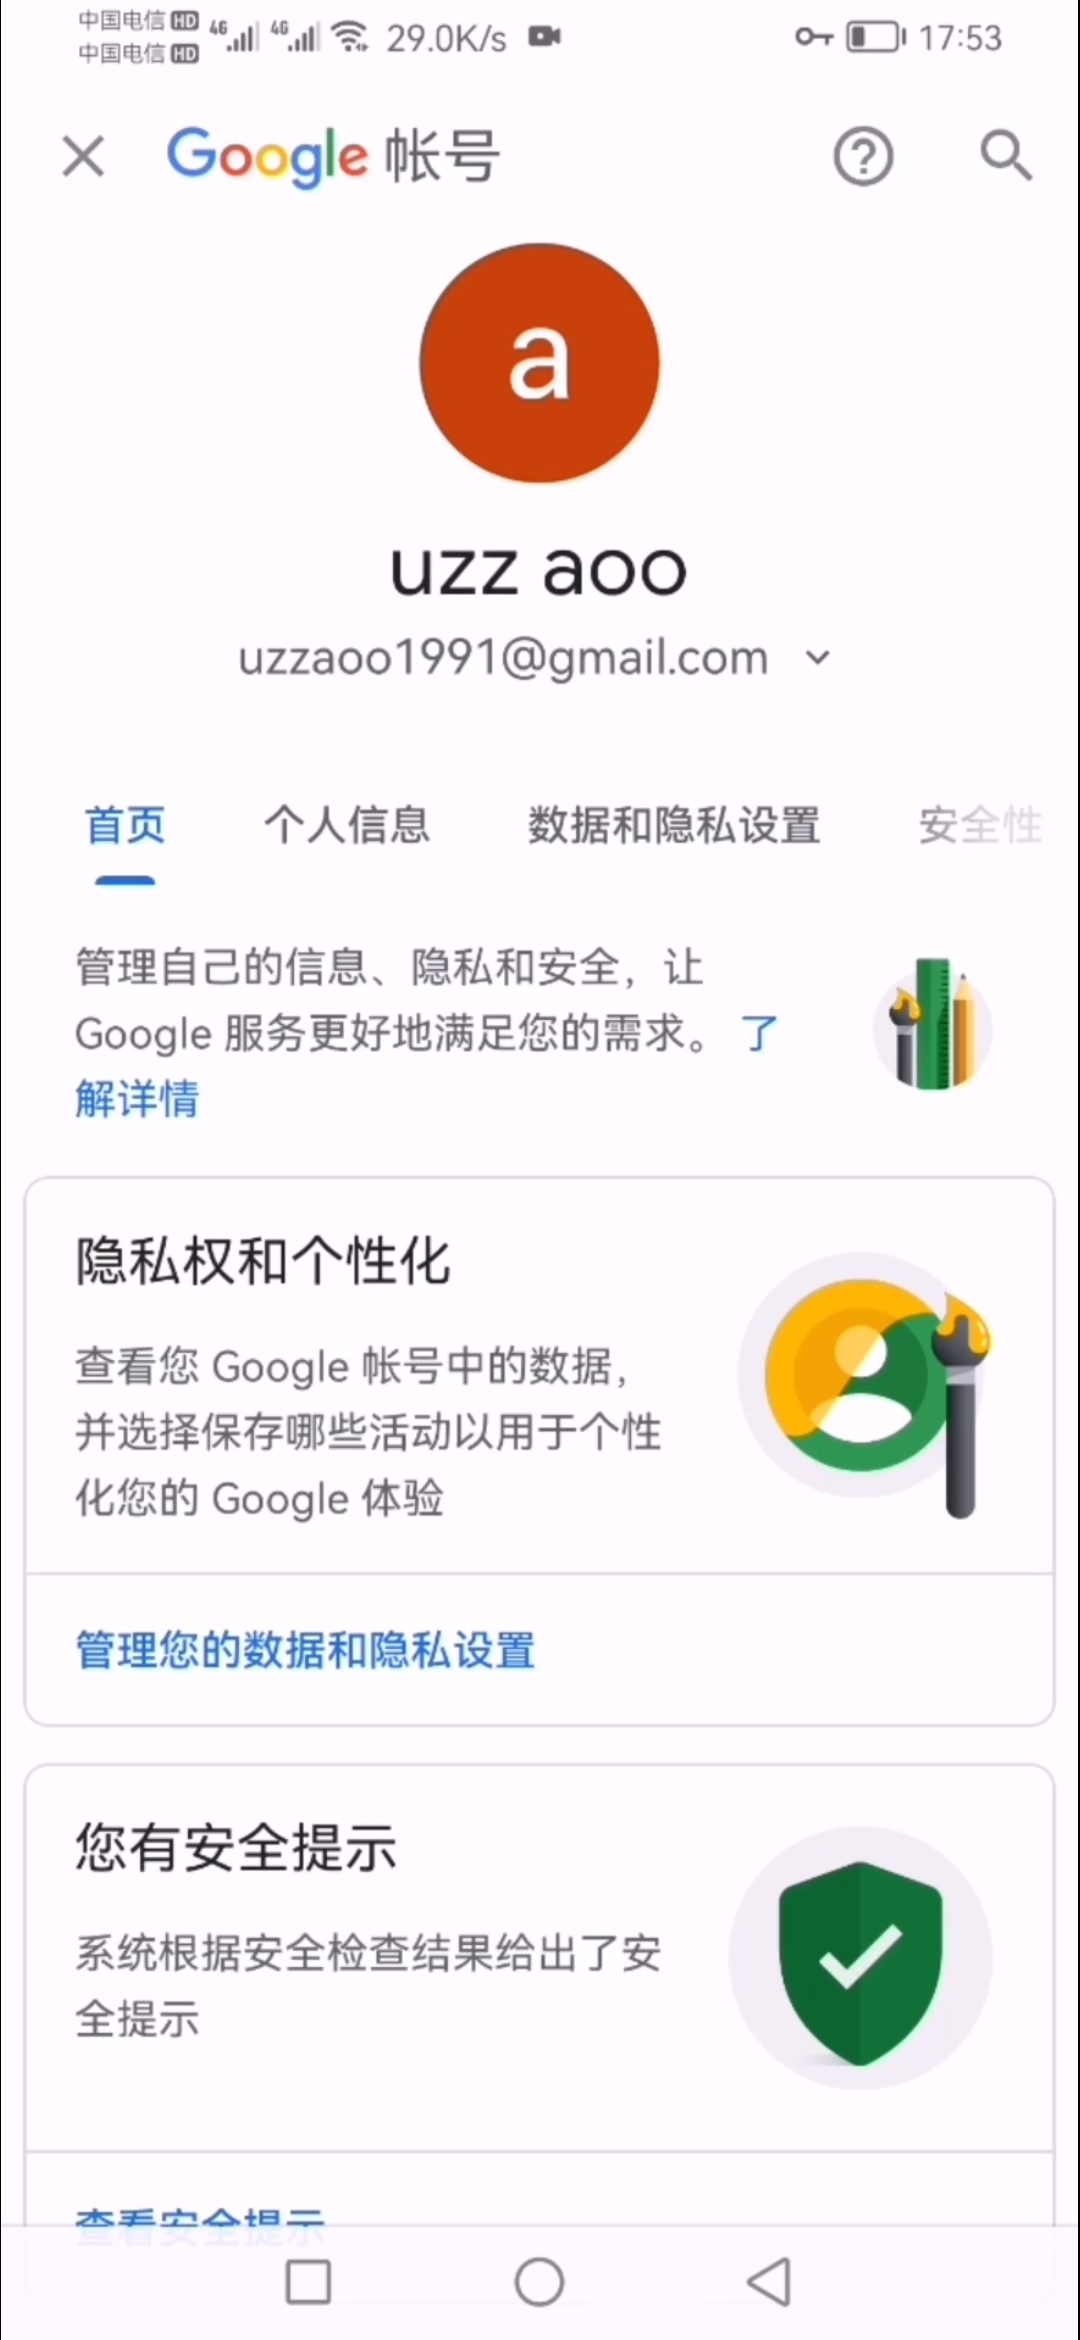 中国电信 HD 4G 4G 29.0K/s 17:53
中国电信 HD
Google 帐号
a
uzz aoo
uzzaoo1991@gmail.com
首页 个人信息 数据和隐私设置 安全性
管理自己的信息、隐私和安全，让
Google 服务更好地满足您的需求。 了
解详情
隐私权和个性化
查看您 Google 帐号中的数据，
并选择保存哪些活动以用于个性
化您的 Google 体验
管理您的数据和隐私设置
您有安全提示
系统根据安全检查结果给出了安
全提示
查看安全提示